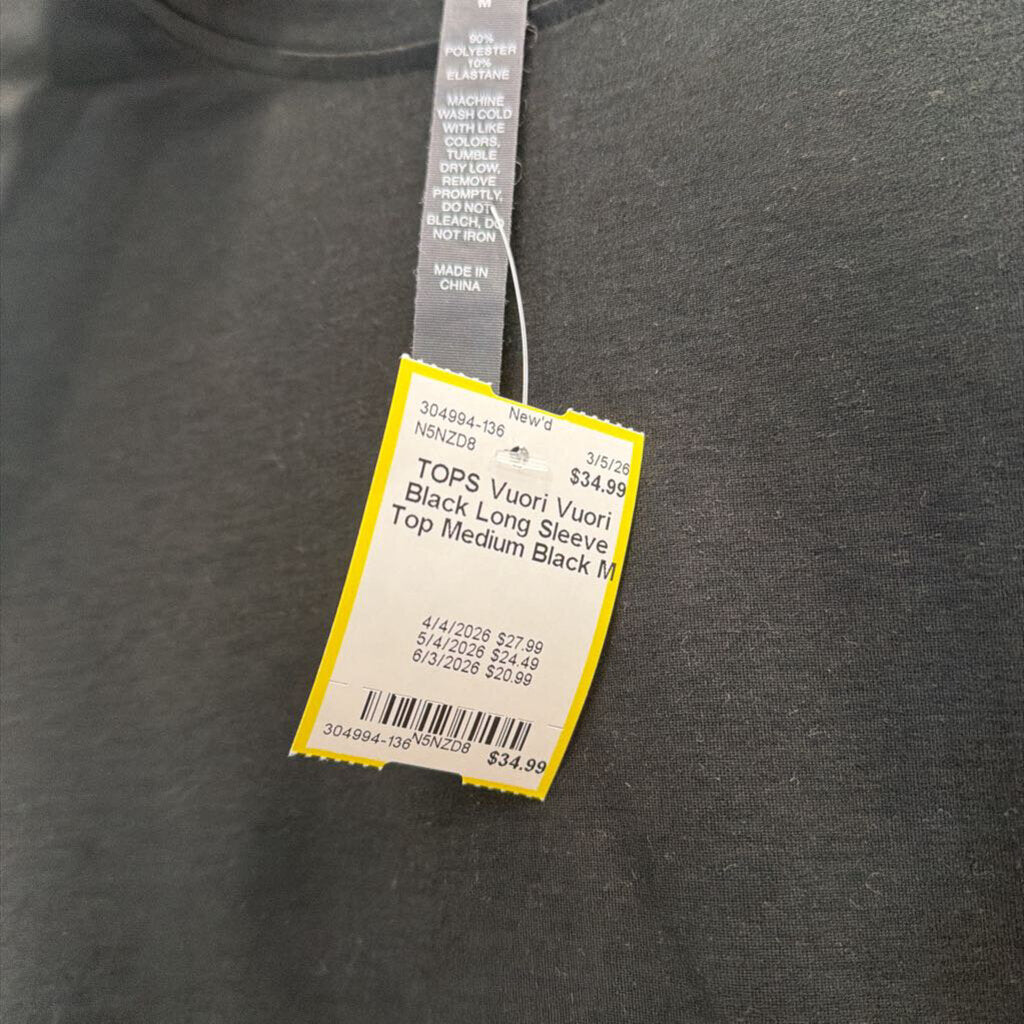 M
90%
POLYESTER
10%
ELASTANE
MACHINE
WASH COLD
WITH LIKE
COLORS,
TUMBLE
DRY LOW,
REMOVE
PROMPTLY,
DO NOT
BLEACH, DO
NOT IRON
MADE IN
CHINA
New'd
304994-136
N5NZD8
3/5/26
$34.99
TOPS Vuori Vuori
Black Long Sleeve
Top Medium Black M
4/4/2026 $27.99
5/4/2026 $24.49
6/3/2026 $20.99
304994-136 N5NZD8 $34.99